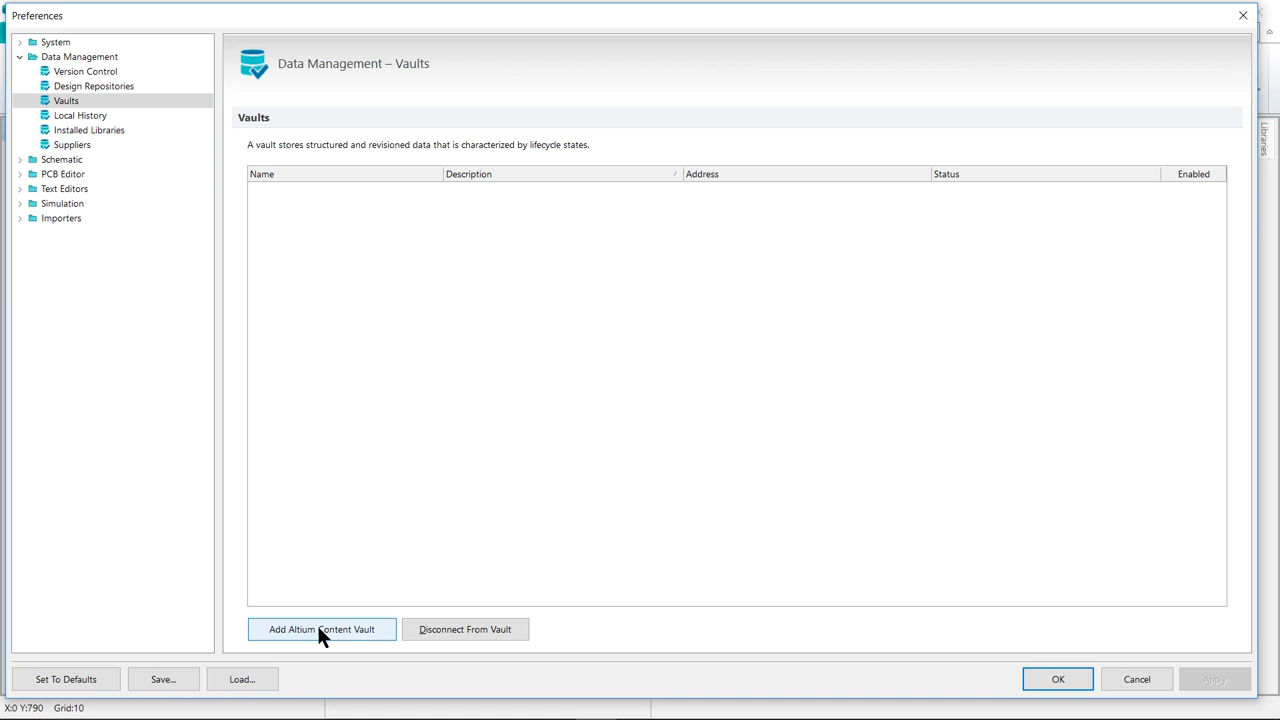 Preferences
System
Data Management
Version Control
Design Repositories
Vaults
Local History
Installed Libraries
Suppliers
Schematic
PCB Editor
Text Editors
Simulation
Importers
Data Management – Vaults
Vaults
A vault stores structured and revisioned data that is characterized by lifecycle states.
Name Description Address Status Enabled
Add Altium Content Vault Disconnect From Vault
Set To Defaults Save... Load... OK Cancel Apply
Libraries
X:0 Y:790 Grid:10